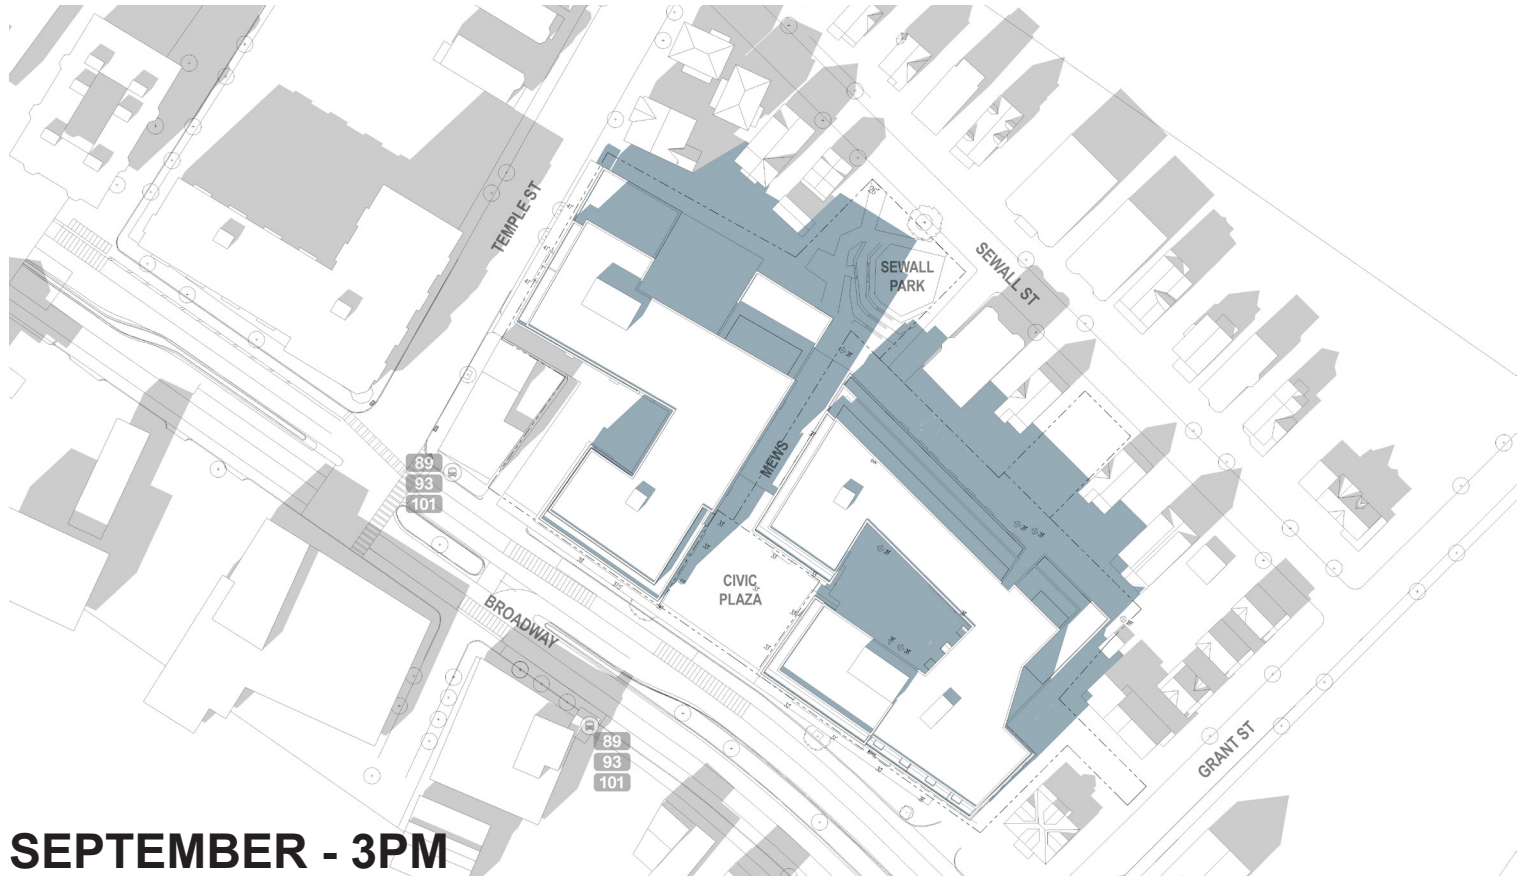 TEMPLE ST
26'
SEWALL
PARK
SEWALL ST
MEWS
89
93
101
CIVIC
PLAZA
BROADWAY
89
93
101
GRANT ST
SEPTEMBER - 3PM